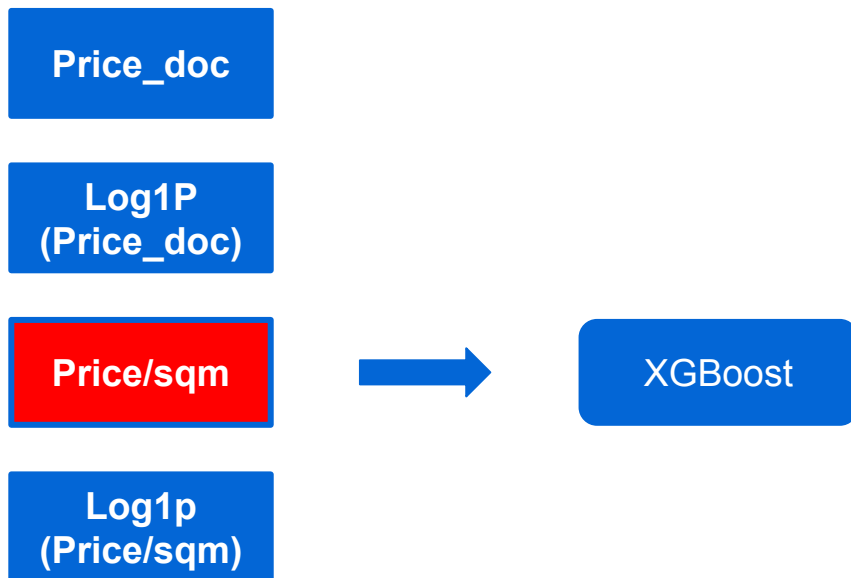 Price_doc
Log1P
(Price_doc)
Price/sqm
XGBoost
Log1p
(Price/sqm)